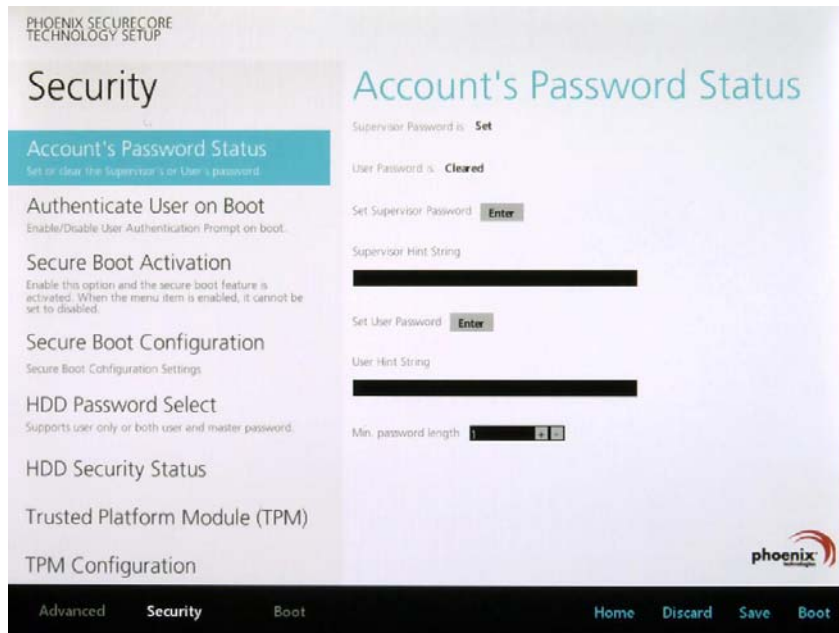 PHOENIX SECURECORE
TECHNOLOGY SETUP
Security
Account's Password Status
Set or clear the Supervisor's or User's password.
Authenticate User on Boot
Enable/Disable User Authentication Prompt on boot.
Secure Boot Activation
Enable this option and the secure boot feature is
activated. When the menu item is enabled, it cannot be
set to disabled.
Secure Boot Configuration
Secure Boot Configuration Settings
HDD Password Select
Supports user only or both user and master password.
HDD Security Status
Trusted Platform Module (TPM)
TPM Configuration
Account's Password Status
Supervisor Password is Set
User Password is Cleared
Set Supervisor Password Enter
Supervisor Hint String
Set User Password Enter
User Hint String
Min. password length 1 + -
phoenix
technologies
Advanced Security Boot Home Discard Save Boot